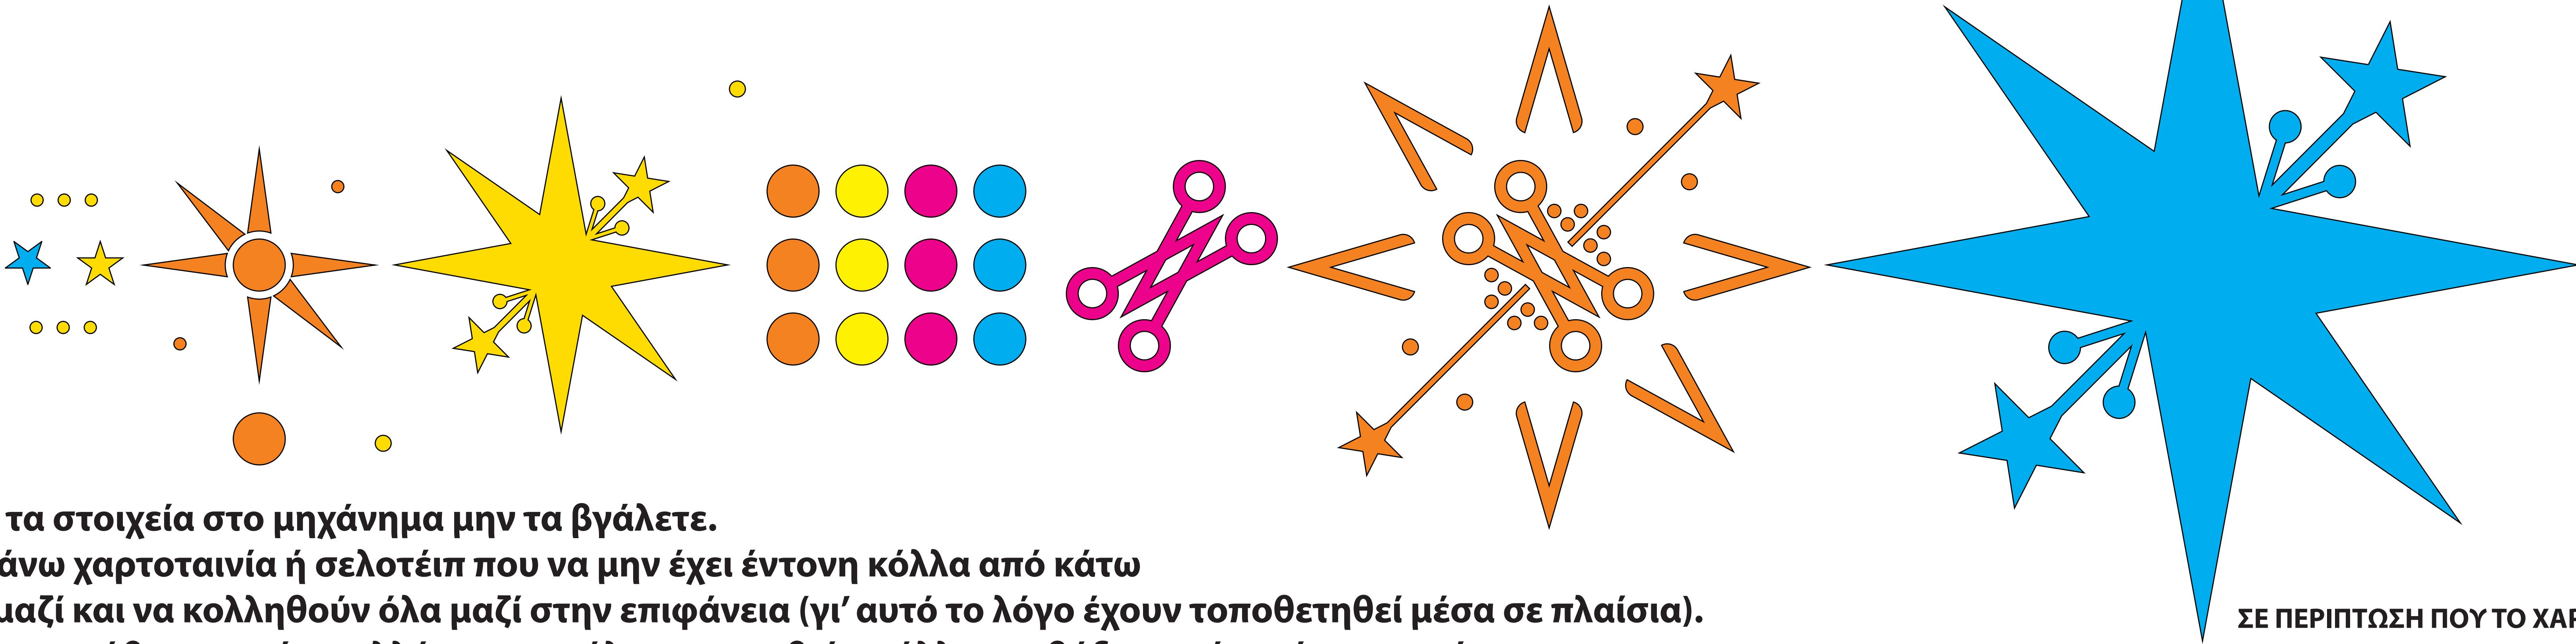 τα στοιχεία στο μηχάνημα μην τα βγάλετε.
άνω χαρτοταινία ή σελοτέιπ που να μην έχει έντονη κόλλα από κάτω
μαζί και να κολληθούν όλα μαζί στην επιφάνεια (γι’ αυτό το λόγο έχουν τοποθετηθεί μέσα σε πλαίσια).
ΣΕ ΠΕΡΙΠΤΩΣΗ ΠΟΥ ΤΟ ΧΑΡ